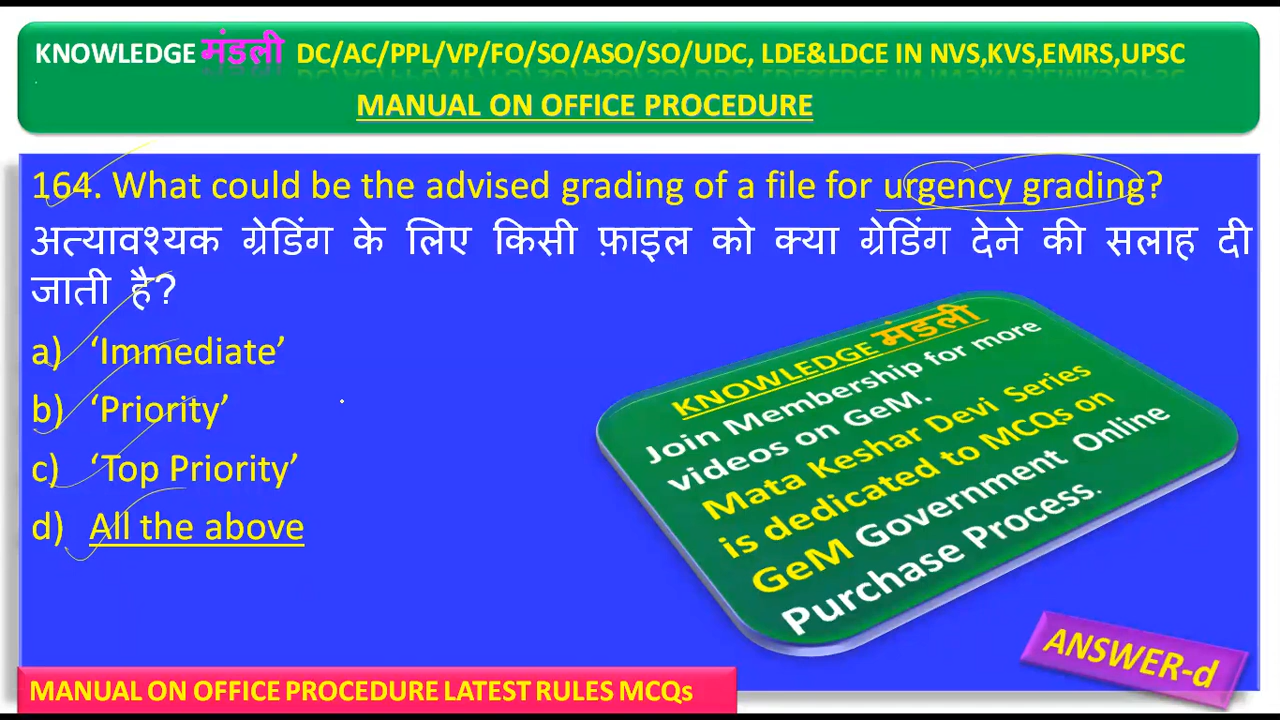 KNOWLEDGE मंडली DC/AC/PPL/VP/FO/SO/ASO/SO/UDC, LDE&LDCE IN NVS,KVS,EMRS,UPSC
MANUAL ON OFFICE PROCEDURE
164. What could be the advised grading of a file for urgency grading?
अत्यावश्यक ग्रेडिंग के लिए किसी फ़ाइल को क्या ग्रेडिंग देने की सलाह दी
जाती है?
a) ‘Immediate’
b) ‘Priority’
c) ‘Top Priority’
d) All the above
KNOWLEDGE मंडली
Join Membership for more
videos on GeM.
Mata Keshar Devi Series
is dedicated to MCQs on
GeM Government Online
Purchase Process.
ANSWER-d
MANUAL ON OFFICE PROCEDURE LATEST RULES MCQs